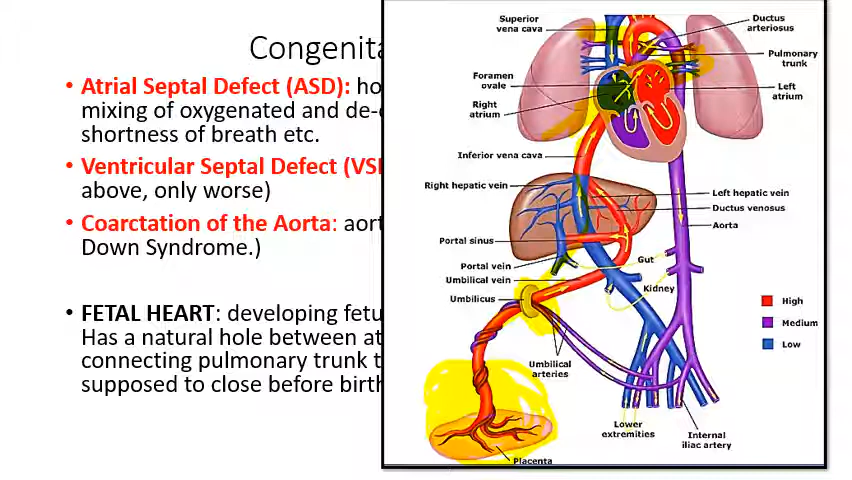 Congenita
• Atrial Septal Defect (ASD): ho
mixing of oxygenated and de-
shortness of breath etc.
• Ventricular Septal Defect (VS
above, only worse)
• Coarctation of the Aorta: aort
Down Syndrome.)
• FETAL HEART: developing fetu
Has a natural hole between at
connecting pulmonary trunk t
supposed to close before birth
Superior
vena cava
Ductus
arteriosus
Pulmonary
trunk
Foramen
ovale
Left
atrium
Right
atrium
Inferior vena cava
Right hepatic vein
Left hepatic vein
Ductus venosus
Aorta
Portal sinus
Portal vein
Gut
Umbilical vein
Kidney
Umbilicus
High
Medium
Low
Umbilical
arteries
Lower
extremities
Internal
iliac artery
Placenta